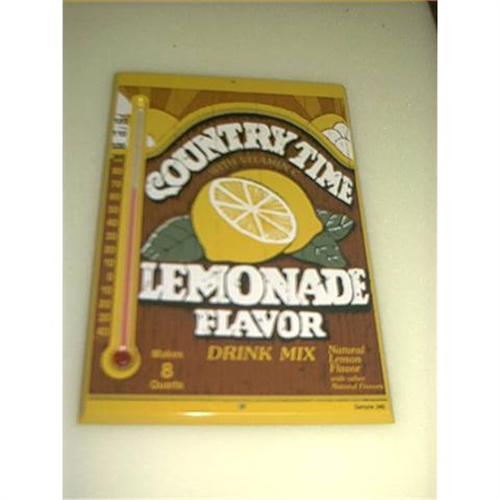 COUNTRY TIME
WITH VITAMIN C
LEMONADE
FLAVOR
DRINK MIX
Makes
8
Quarts
Natural
Lemon
Flavor
with other
Natural Flavors